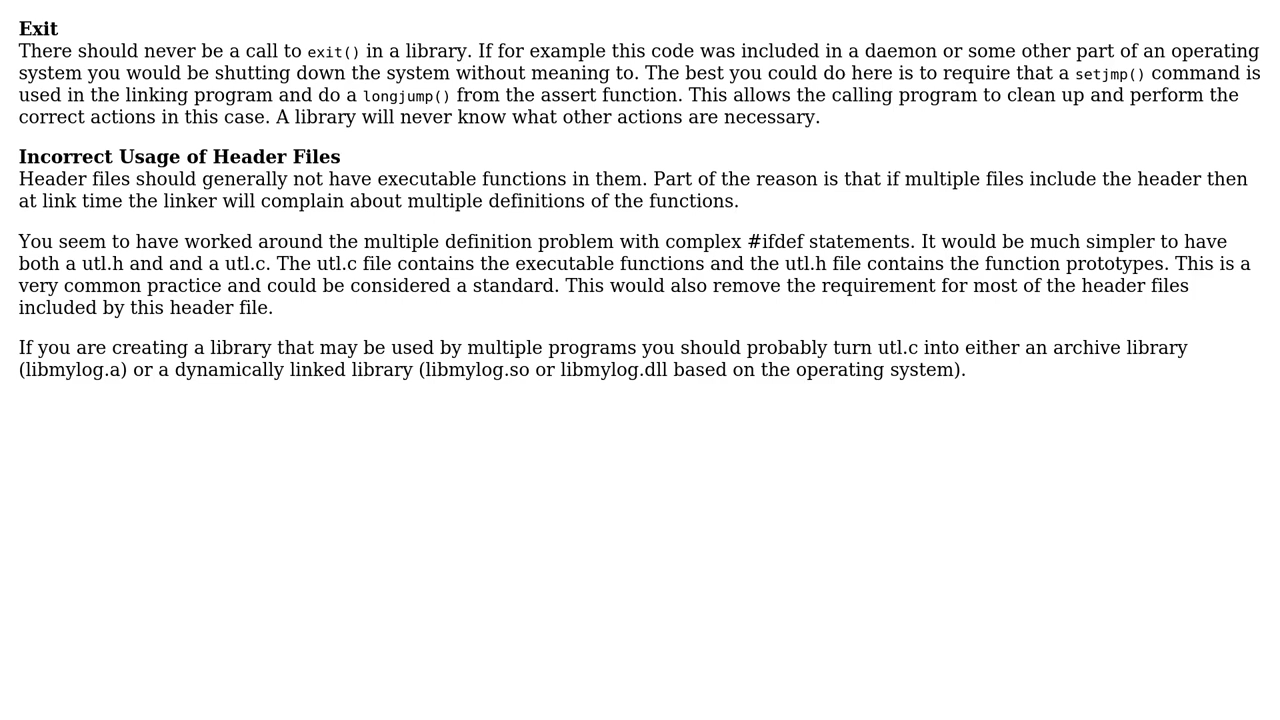 Exit
There should never be a call to exit() in a library. If for example this code was included in a daemon or some other part of an operating
system you would be shutting down the system without meaning to. The best you could do here is to require that a setjmp() command is
used in the linking program and do a longjump() from the assert function. This allows the calling program to clean up and perform the
correct actions in this case. A library will never know what other actions are necessary.
Incorrect Usage of Header Files
Header files should generally not have executable functions in them. Part of the reason is that if multiple files include the header then
at link time the linker will complain about multiple definitions of the functions.
You seem to have worked around the multiple definition problem with complex #ifdef statements. It would be much simpler to have
both a utl.h and and a utl.c. The utl.c file contains the executable functions and the utl.h file contains the function prototypes. This is a
very common practice and could be considered a standard. This would also remove the requirement for most of the header files
included by this header file.
If you are creating a library that may be used by multiple programs you should probably turn utl.c into either an archive library
(libmylog.a) or a dynamically linked library (libmylog.so or libmylog.dll based on the operating system).